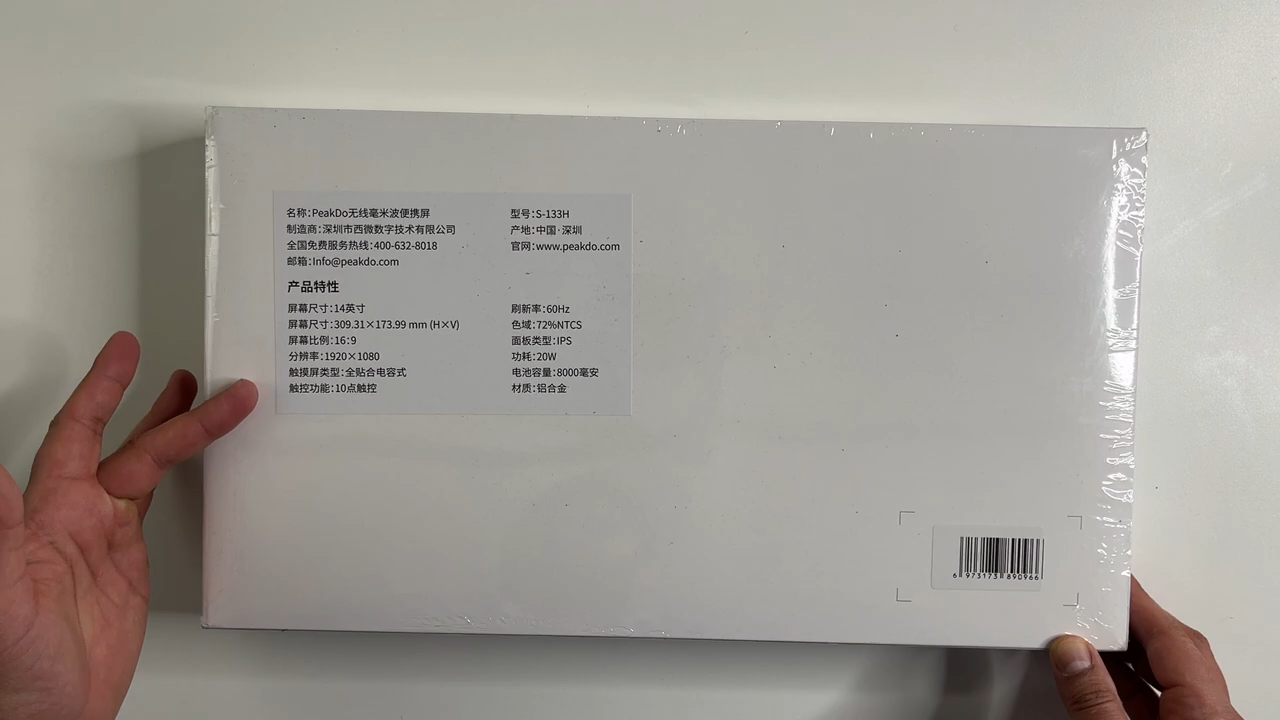 名称：PeakDo无线毫米波便携屏
制造商：深圳市西微数字技术有限公司
全国免费服务热线：400-632-8018
邮箱：Info@peakdo.com
型号：S-133H
产地：中国·深圳
官网：www.peakdo.com
产品特性
屏幕尺寸：14英寸
屏幕尺寸：309.31×173.99 mm (H×V)
屏幕比例：16：9
分辨率：1920×1080
触摸屏类型：全贴合电容式
触控功能：10点触控
刷新率：60Hz
色域：72%NTCS
面板类型：IPS
功耗：20W
电池容量：8000毫安
材质：铝合金
6 973173 890966